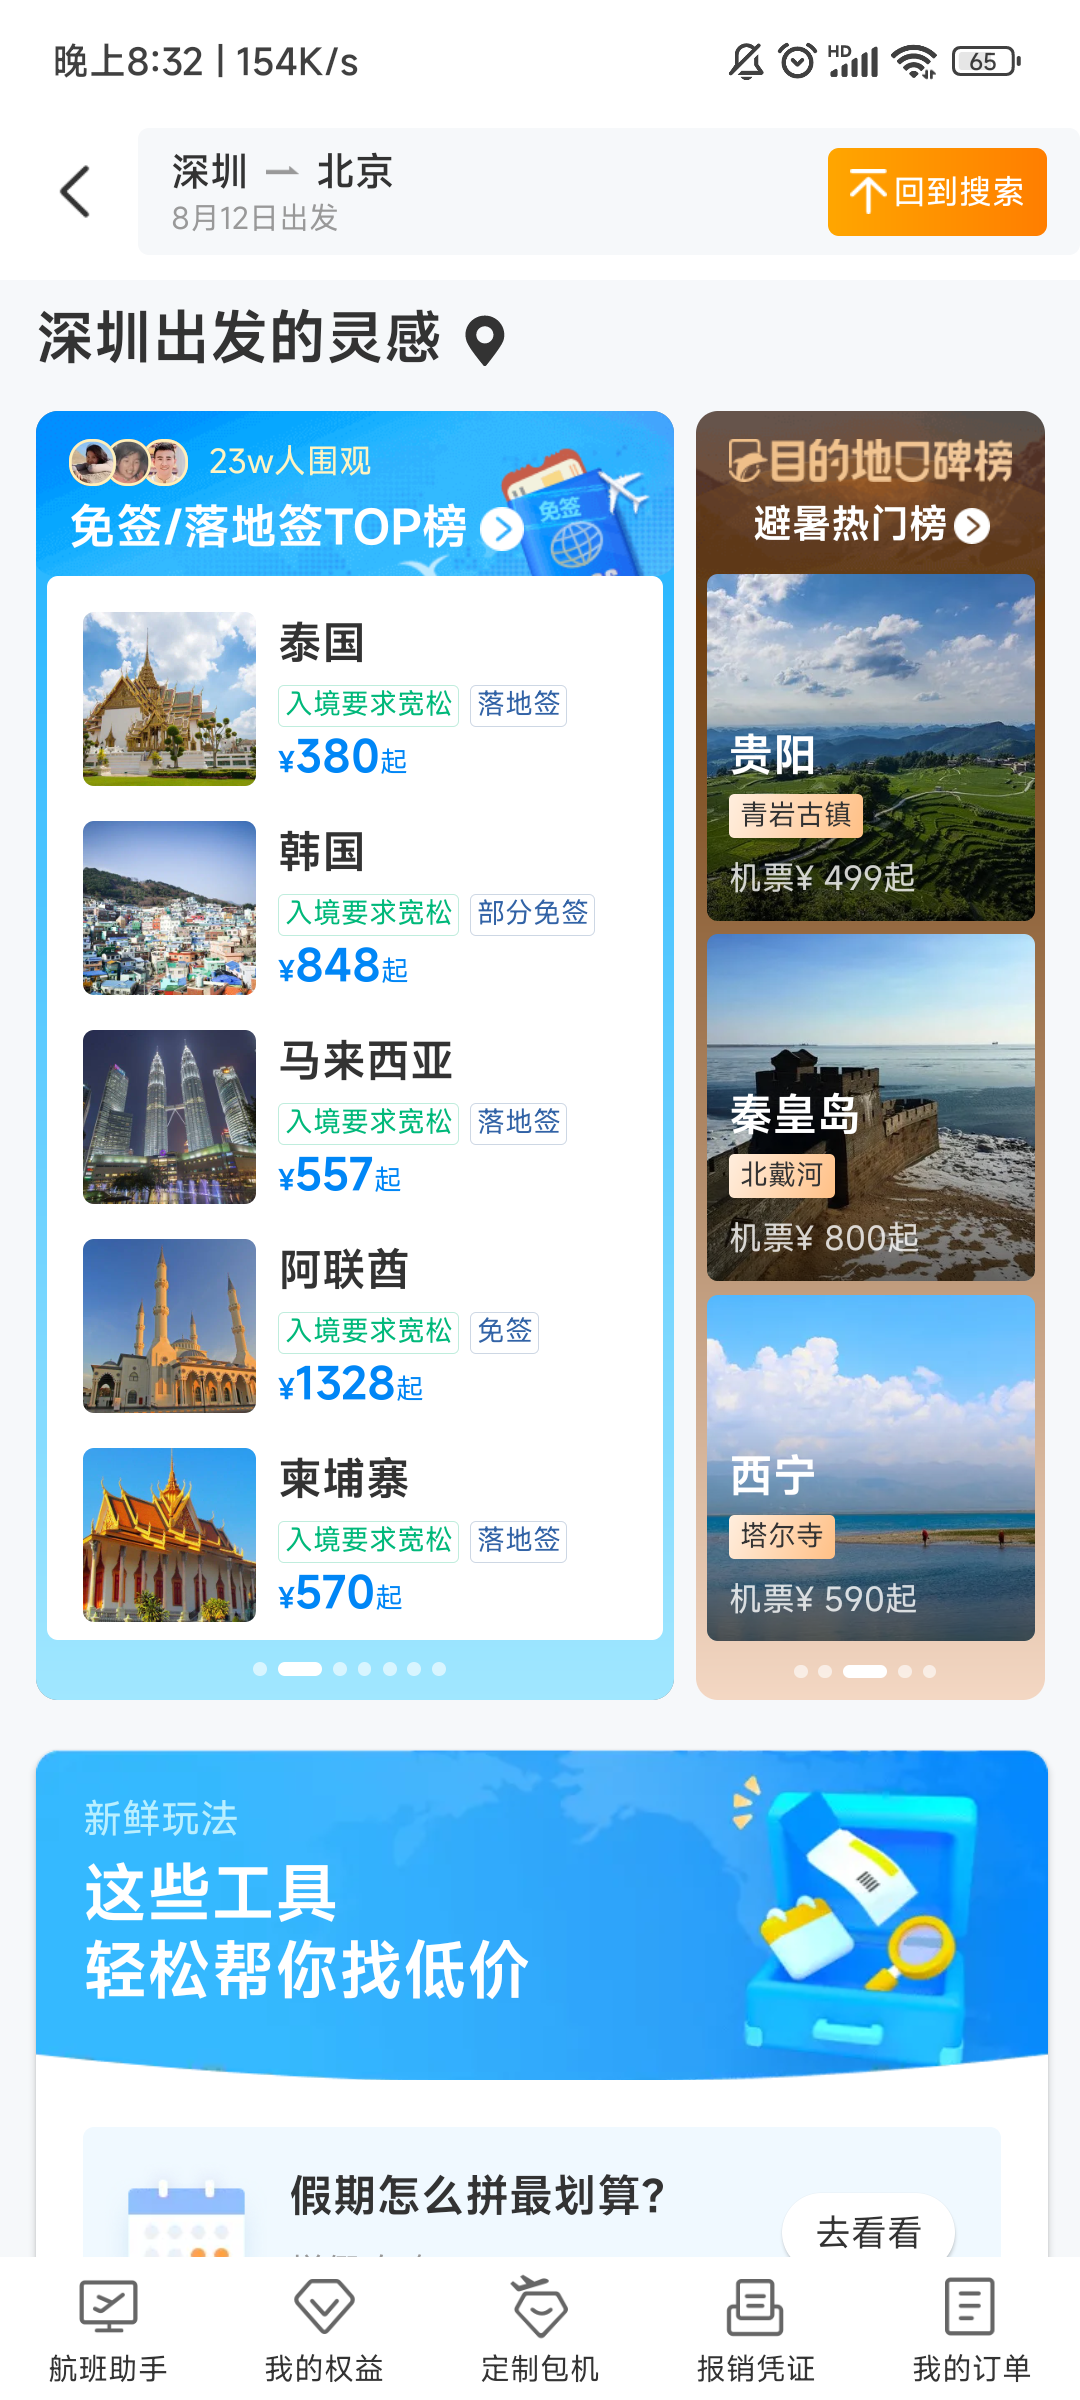 晚上8:32 | 154K/s
HD
65
深圳 → 北京
8月12日出发
回到搜索
深圳出发的灵感
23w人围观
免签/落地签TOP榜
免签
泰国
入境要求宽松 落地签
¥380起
韩国
入境要求宽松 部分免签
¥848起
马来西亚
入境要求宽松 落地签
¥557起
阿联酋
入境要求宽松 免签
¥1328起
柬埔寨
入境要求宽松 落地签
¥570起
目的地口碑榜
避暑热门榜
贵阳
青岩古镇
机票¥ 499起
秦皇岛
北戴河
机票¥ 800起
西宁
塔尔寺
机票¥ 590起
新鲜玩法
这些工具
轻松帮你找低价
假期怎么拼最划算?
去看看
航班助手
我的权益
定制包机
报销凭证
我的订单